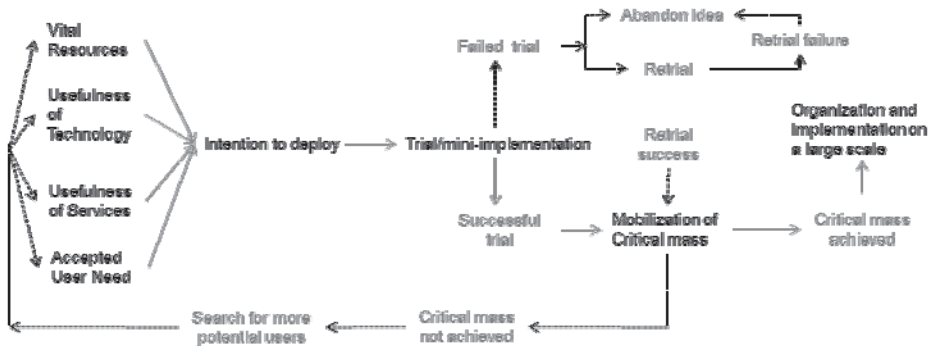 Vital
Resources
Usefulness
of
Technology
Usefulness
of Services
Accepted
User Need
Intention to deploy
Trial/mini-implementation
Failed trial
Abandon idea
Retrial
Retrial failure
Successful
trial
Retrial
success
Mobilization of
Critical mass
Critical mass
achieved
Organization and
Implementation on
a large scale
Critical mass
not achieved
Search for more
potential users